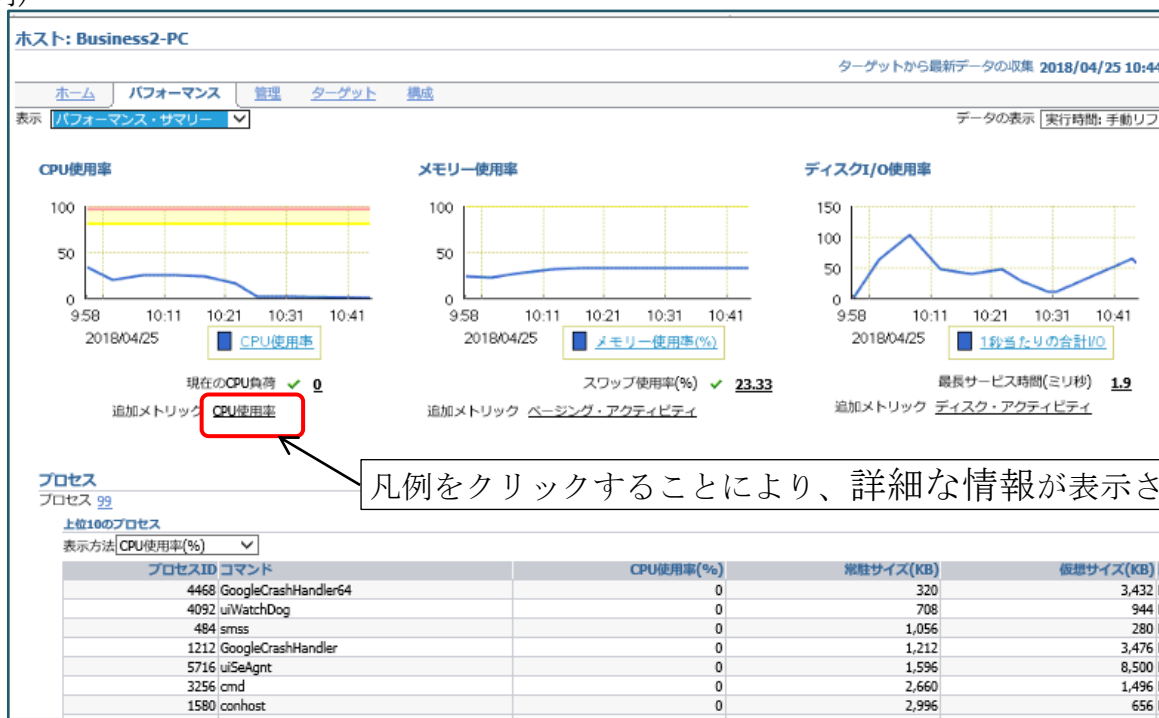 ホスト: Business2-PC
ターゲットから最新データの収集 2018/04/25 10:44
ホーム パフォーマンス 管理 ターゲット 構成
表示 パフォーマンス・サマリー データの表示 実行時間: 手動リフ
CPU使用率 メモリー使用率 ディスクI/O使用率
100 100 150
100
50 50 50
0 0 0
9:58 10:11 10:21 10:31 10:41 9:58 10:11 10:21 10:31 10:41 9:58 10:11 10:21 10:31 10:41
2018/04/25 CPU使用率 2018/04/25 メモリー使用率(%) 2018/04/25 1秒当たりの合計I/O
現在のCPU負荷 0 スワップ使用率(%) 23.33 最長サービス時間(ミリ秒) 1.9
追加メトリック CPU使用率 追加メトリック ページング・アクティビティ 追加メトリック ディスク・アクティビティ
凡例をクリックすることにより、詳細な情報が表示さ
プロセス
プロセス 99
上位10のプロセス
表示方法 CPU使用率(%)
プロセスID コマンド CPU使用率(%) 常駐サイズ(KB) 仮想サイズ(KB)
4468 GoogleCrashHandler64 0 320 3,432
4092 uiWatchDog 0 708 944
484 smss 0 1,056 280
1212 GoogleCrashHandler 0 1,212 3,476
5716 uiSeAgnt 0 1,596 8,500
3256 cmd 0 2,660 1,496
1580 conhost 0 2,996 656